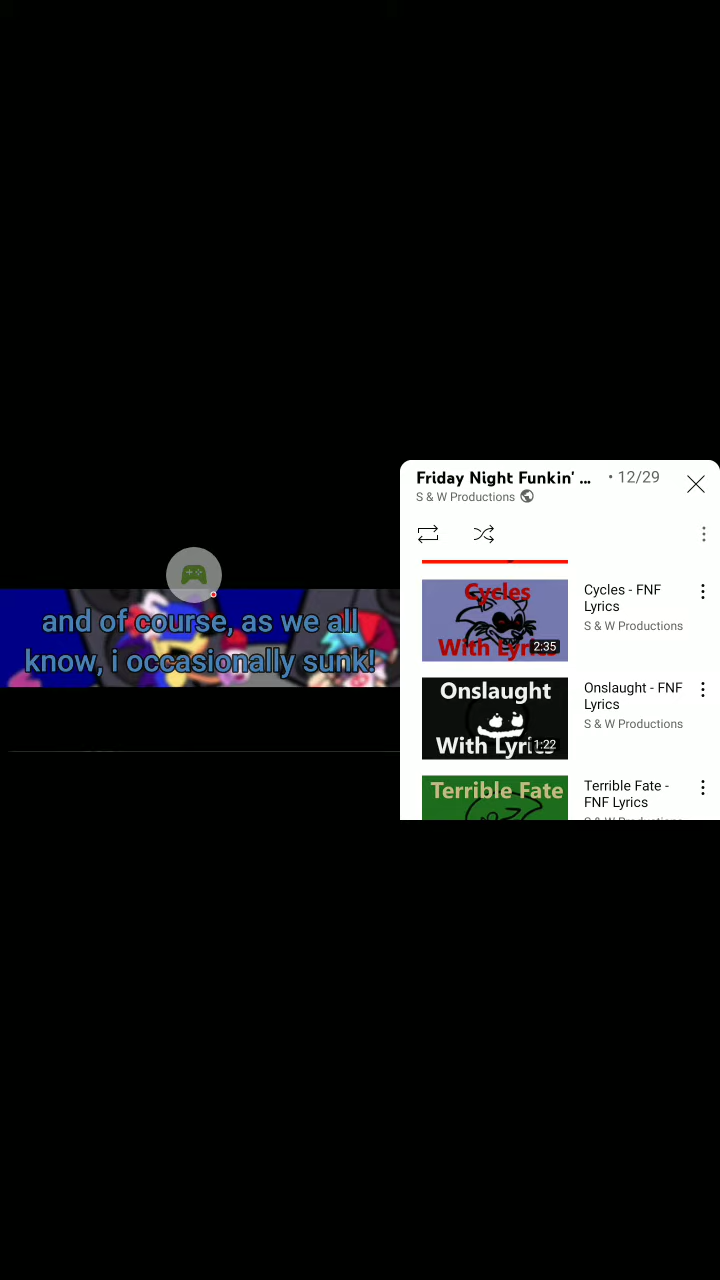 and of course, as we all
know, i occasionally sunk!
Friday Night Funkin' ... • 12/29
S & W Productions
Cycles
With Lyrics
2:35
Cycles - FNF
Lyrics
S & W Productions
Onslaught
With Lyrics
1:22
Onslaught - FNF
Lyrics
S & W Productions
Terrible Fate
Terrible Fate -
FNF Lyrics
S & W Productions